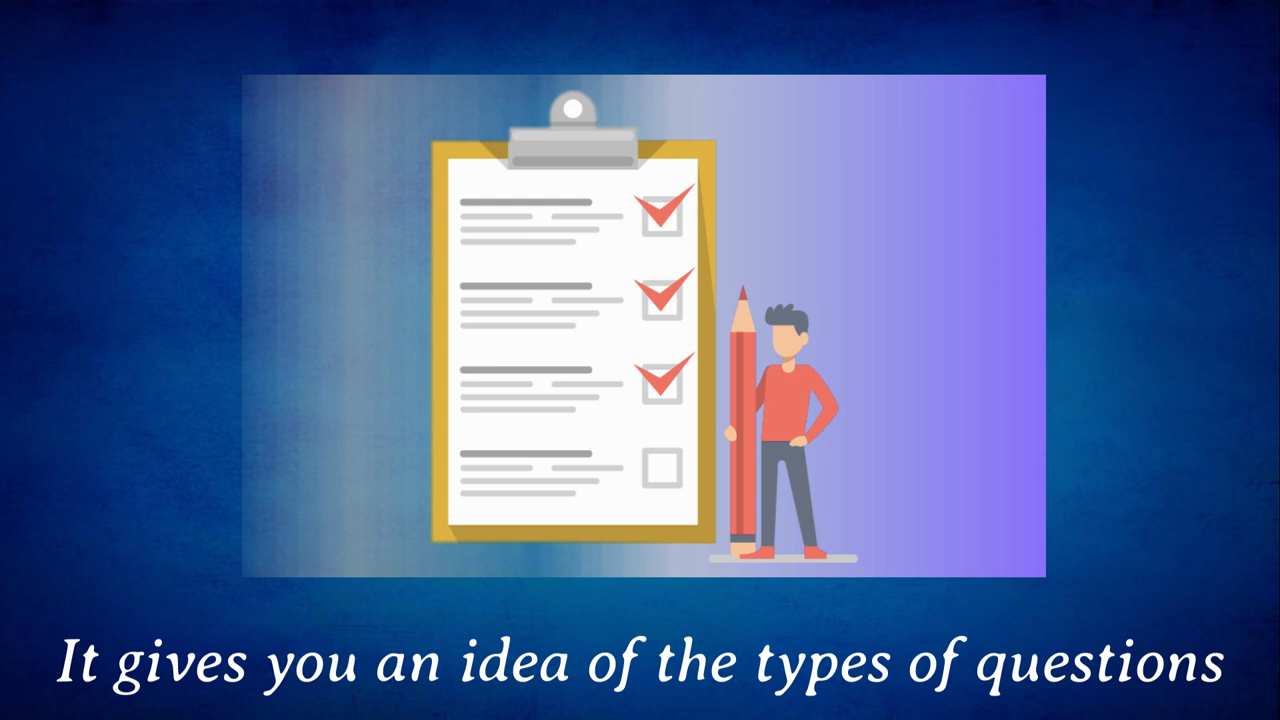 It gives you an idea of the types of questions